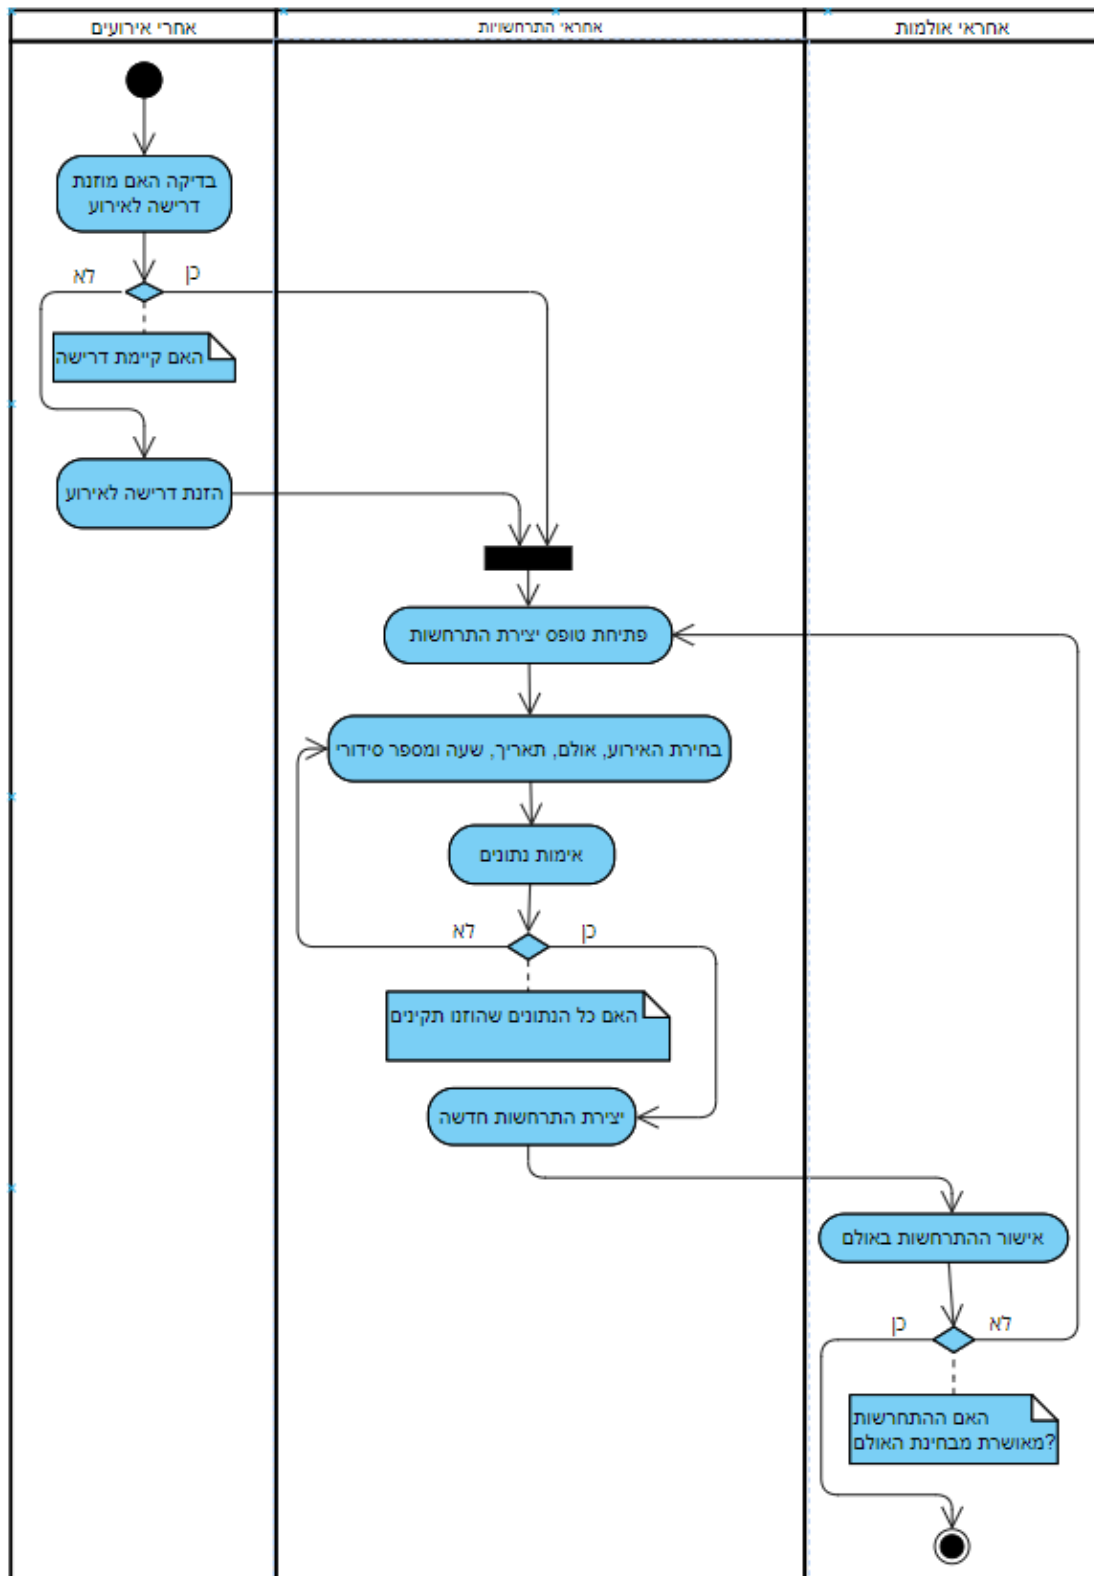 אחרי אירועים
אחראי התרחשויות
אחראי אולמות
בדיקה האם מוזנת
דרישה לאירוע
לא
כן
האם קיימת דרישה
הזנת דרישה לאירוע
פתיחת טופס יצירת התרחשות
בחירת האירוע, אולם, תאריך, שעה ומספר סידורי
אימות נתונים
לא
כן
האם כל הנתונים שהוזנו תקינים
יצירת התרחשות חדשה
אישור ההתרחשות באולם
כן
לא
האם ההתחרשות
מאושרת מבחינת האולם?